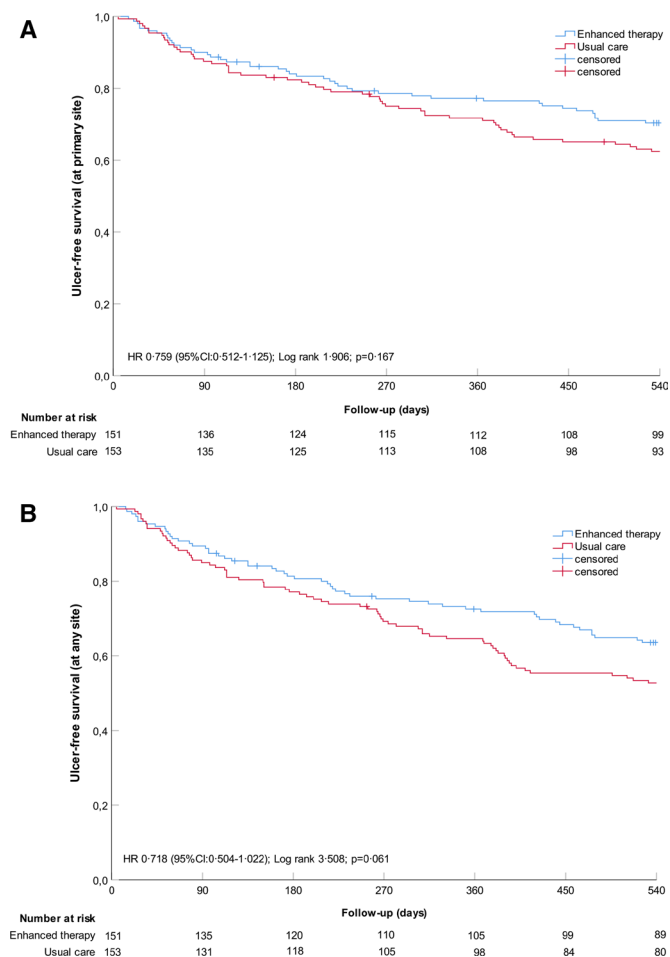 A
Enhanced therapy
Usual care
censored
censored
1,0
0,8
0,6
0,4
0,2
0,0
Ulcer-free survival (at primary site)
HR 0·759 (95%CI:0·512-1·125); Log rank 1·906; p=0·167
0 90 180 270 360 450 540
Follow-up (days)
Number at risk
Enhanced therapy 151 136 124 115 112 108 99
Usual care 153 135 125 113 108 98 93
B
Enhanced therapy
Usual care
censored
censored
1,0
0,8
0,6
0,4
0,2
0,0
Ulcer-free survival (at any site)
HR 0·718 (95%CI:0·504-1·022); Log rank 3·508; p=0·061
0 90 180 270 360 450 540
Follow-up (days)
Number at risk
Enhanced therapy 151 135 120 110 105 99 89
Usual care 153 131 118 105 98 84 80